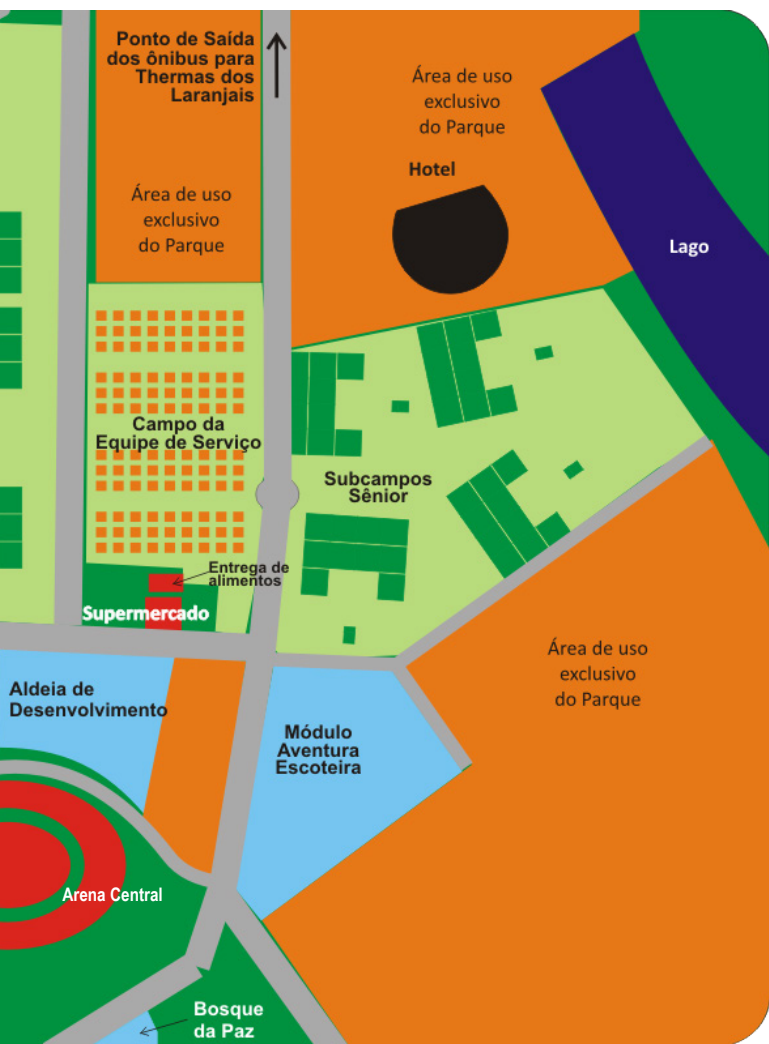 Ponto de Saída
dos ônibus para
Thermas dos
Laranjais
Área de uso
exclusivo
do Parque
Hotel
Área de uso
exclusivo
do Parque
Lago
Campo da
Equipe de Serviço
Subcampos
Sênior
Entrega de
alimentos
Supermercado
Área de uso
exclusivo
do Parque
Aldeia de
Desenvolvimento
Módulo
Aventura
Escoteira
Arena Central
Bosque
da Paz